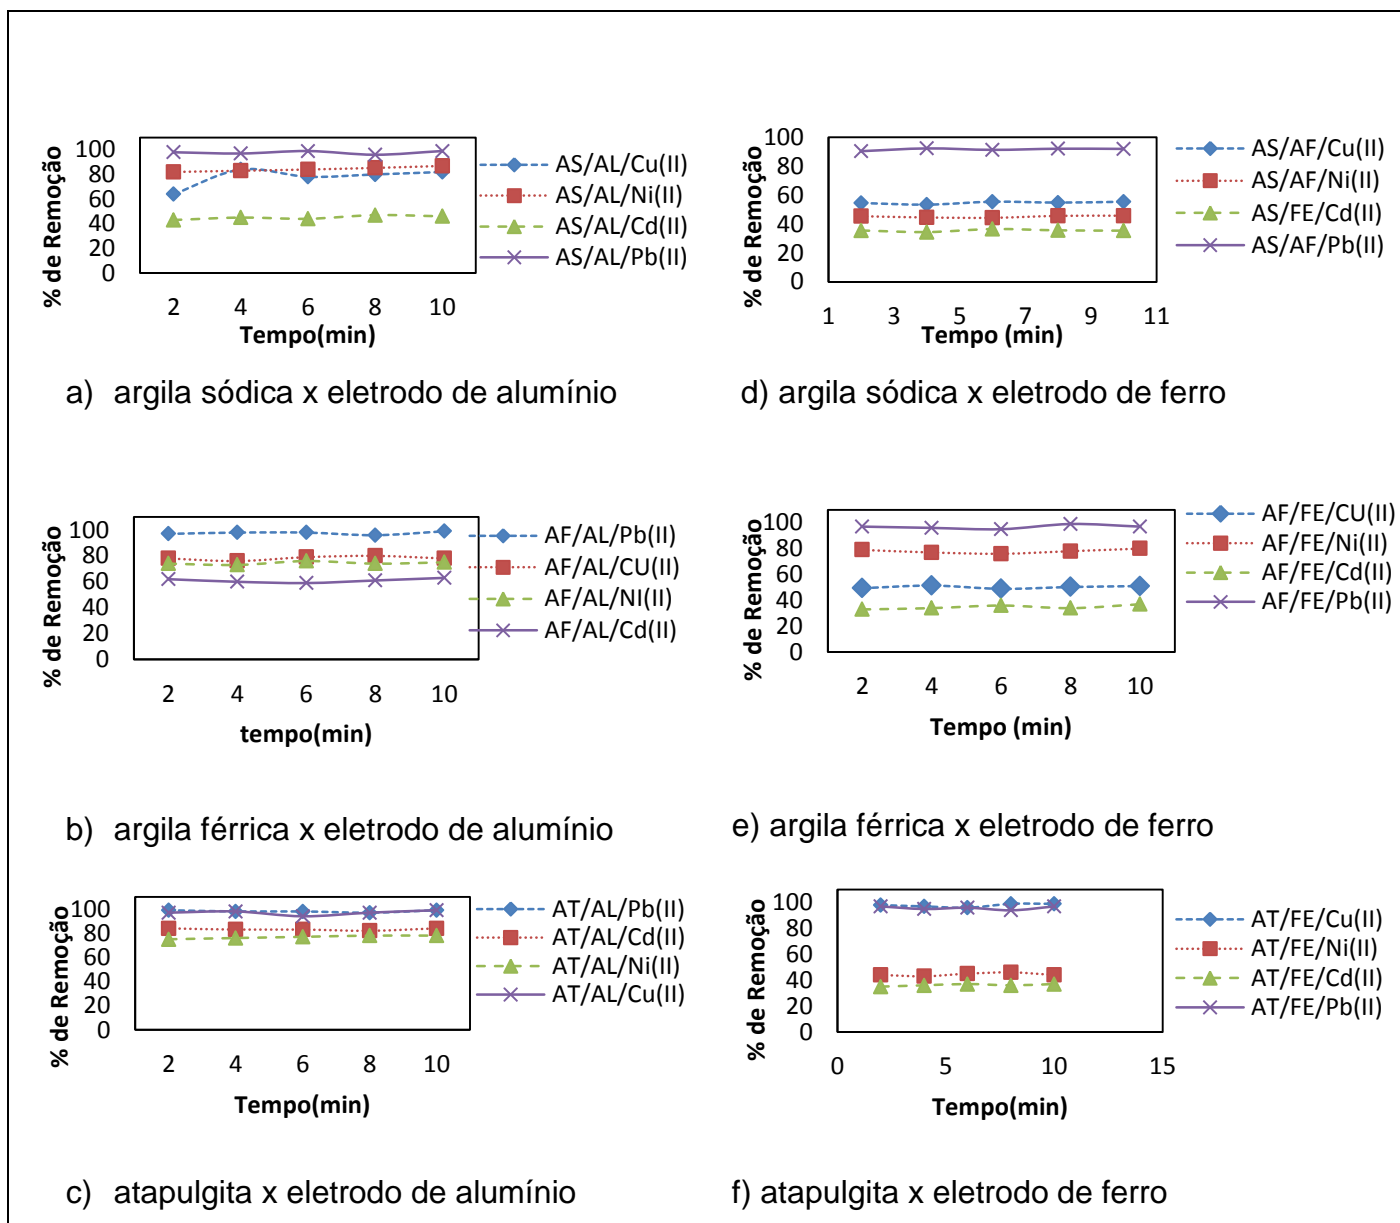 % de Remoção
100
80
60
40
20
0
2 4 6 8 10
Tempo(min)
AS/AL/Cu(II)
AS/AL/Ni(II)
AS/AL/Cd(II)
AS/AL/Pb(II)
a) argila sódica x eletrodo de alumínio
% de Remoção
100
80
60
40
20
0
1 3 5 7 9 11
Tempo (min)
AS/AF/Cu(II)
AS/AF/Ni(II)
AS/FE/Cd(II)
AS/AF/Pb(II)
d) argila sódica x eletrodo de ferro
% de Remoção
100
80
60
40
20
0
2 4 6 8 10
tempo(min)
AF/AL/Pb(II)
AF/AL/CU(II)
AF/AL/NI(II)
AF/AL/Cd(II)
b) argila férrica x eletrodo de alumínio
% de Remoção
100
80
60
40
20
0
2 4 6 8 10
Tempo (min)
AF/FE/CU(II)
AF/FE/Ni(II)
AF/FE/Cd(II)
AF/FE/Pb(II)
e) argila férrica x eletrodo de ferro
% de Remoção
100
80
60
40
20
0
2 4 6 8 10
Tempo(min)
AT/AL/Pb(II)
AT/AL/Cd(II)
AT/AL/Ni(II)
AT/AL/Cu(II)
c) atapulgita x eletrodo de alumínio
% de Remoção
100
80
60
40
20
0
0 5 10 15
Tempo(min)
AT/FE/Cu(II)
AT/FE/Ni(II)
AT/FE/Cd(II)
AT/FE/Pb(II)
f) atapulgita x eletrodo de ferro